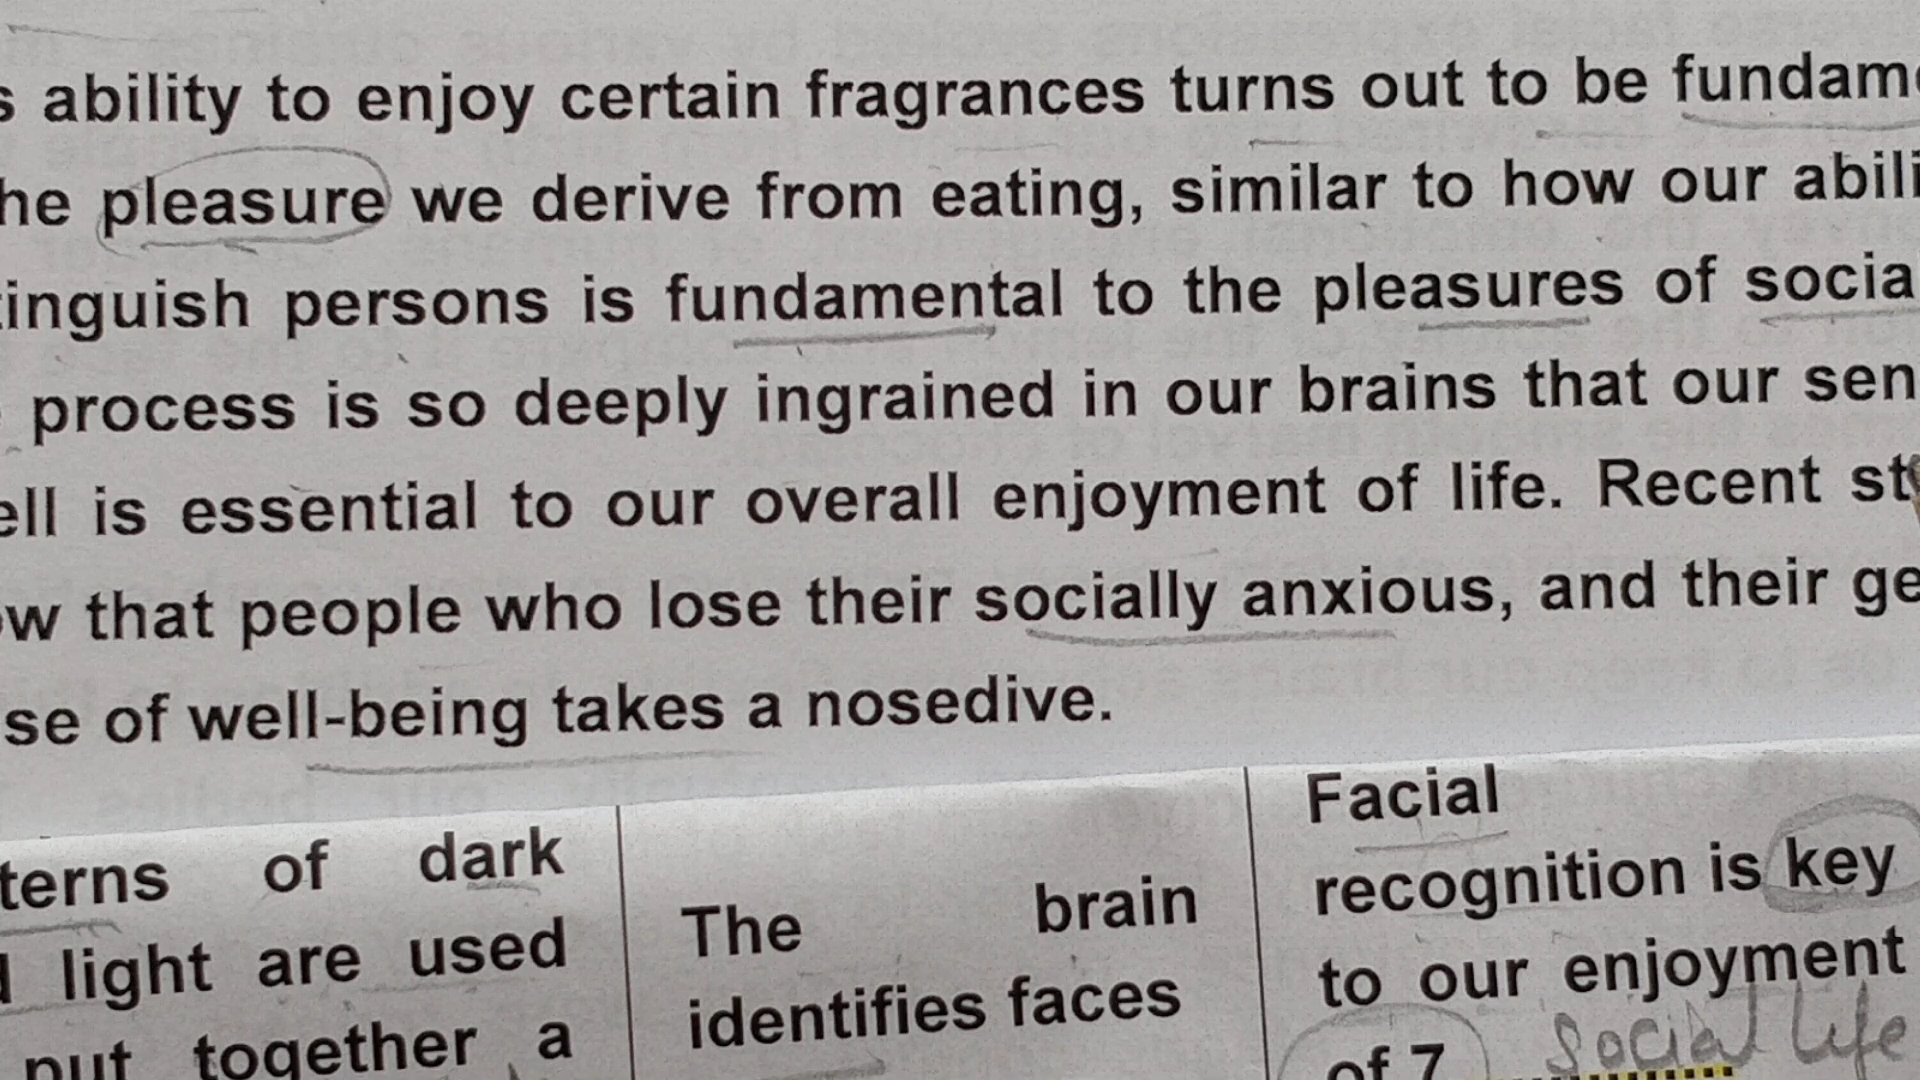 ability to enjoy certain fragrances turns out to be fundam
he pleasure we derive from eating, similar to how our abili
inguish persons is fundamental to the pleasures of socia
process is so deeply ingrained in our brains that our sen
ell is essential to our overall enjoyment of life. Recent st
ow that people who lose their socially anxious, and their ge
se of well-being takes a nosedive.
terns of dark
light are used
put together a
The brain
identifies faces
Facial
recognition is key
to our enjoyment
of 7 Social life